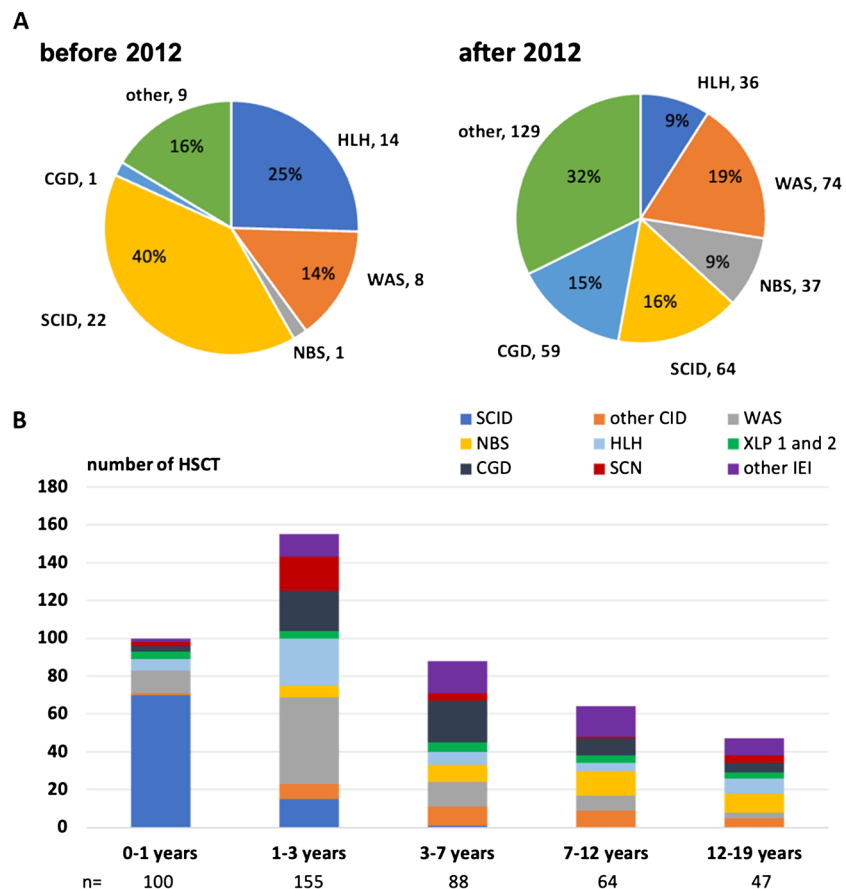 A
before 2012
after 2012
other, 9
HLH, 14
16%
25%
CGD, 1
40%
14%
WAS, 8
SCID, 22
NBS, 1
HLH, 36
other, 129
9%
32%
19%
WAS, 74
9%
15%
16%
NBS, 37
CGD, 59
SCID, 64
B
SCID other CID WAS
NBS HLH XLP 1 and 2
CGD SCN other IEI
number of HSCT
180
160
140
120
100
80
60
40
20
0
0-1 years 1-3 years 3-7 years 7-12 years 12-19 years
n= 100 155 88 64 47